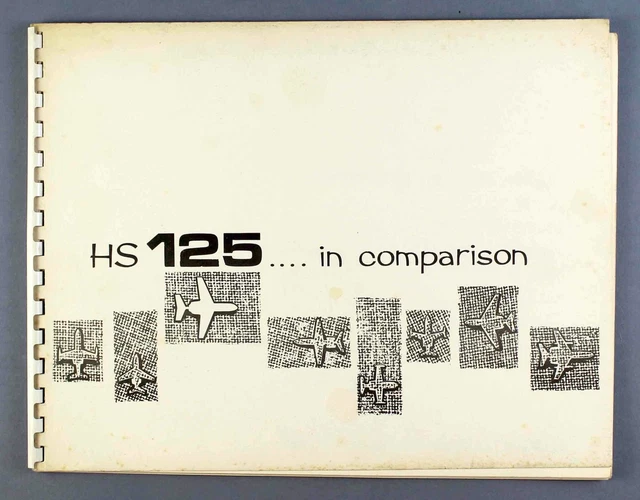 HS 125.... in comparison